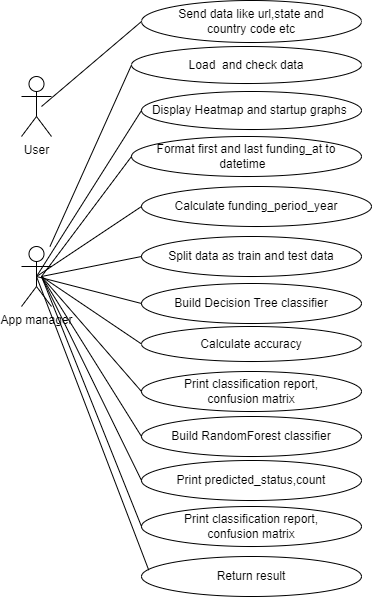 Send data like url,state and
country code etc
Load and check data
Display Heatmap and startup graphs
User
Format first and last funding_at to
datetime
Calculate funding_period_year
Split data as train and test data
Build Decision Tree classifier
App manager
Calculate accuracy
Print classification report,
confusion matrix
Build RandomForest classifier
Print predicted_status,count
Print classification report,
confusion matrix
Return result